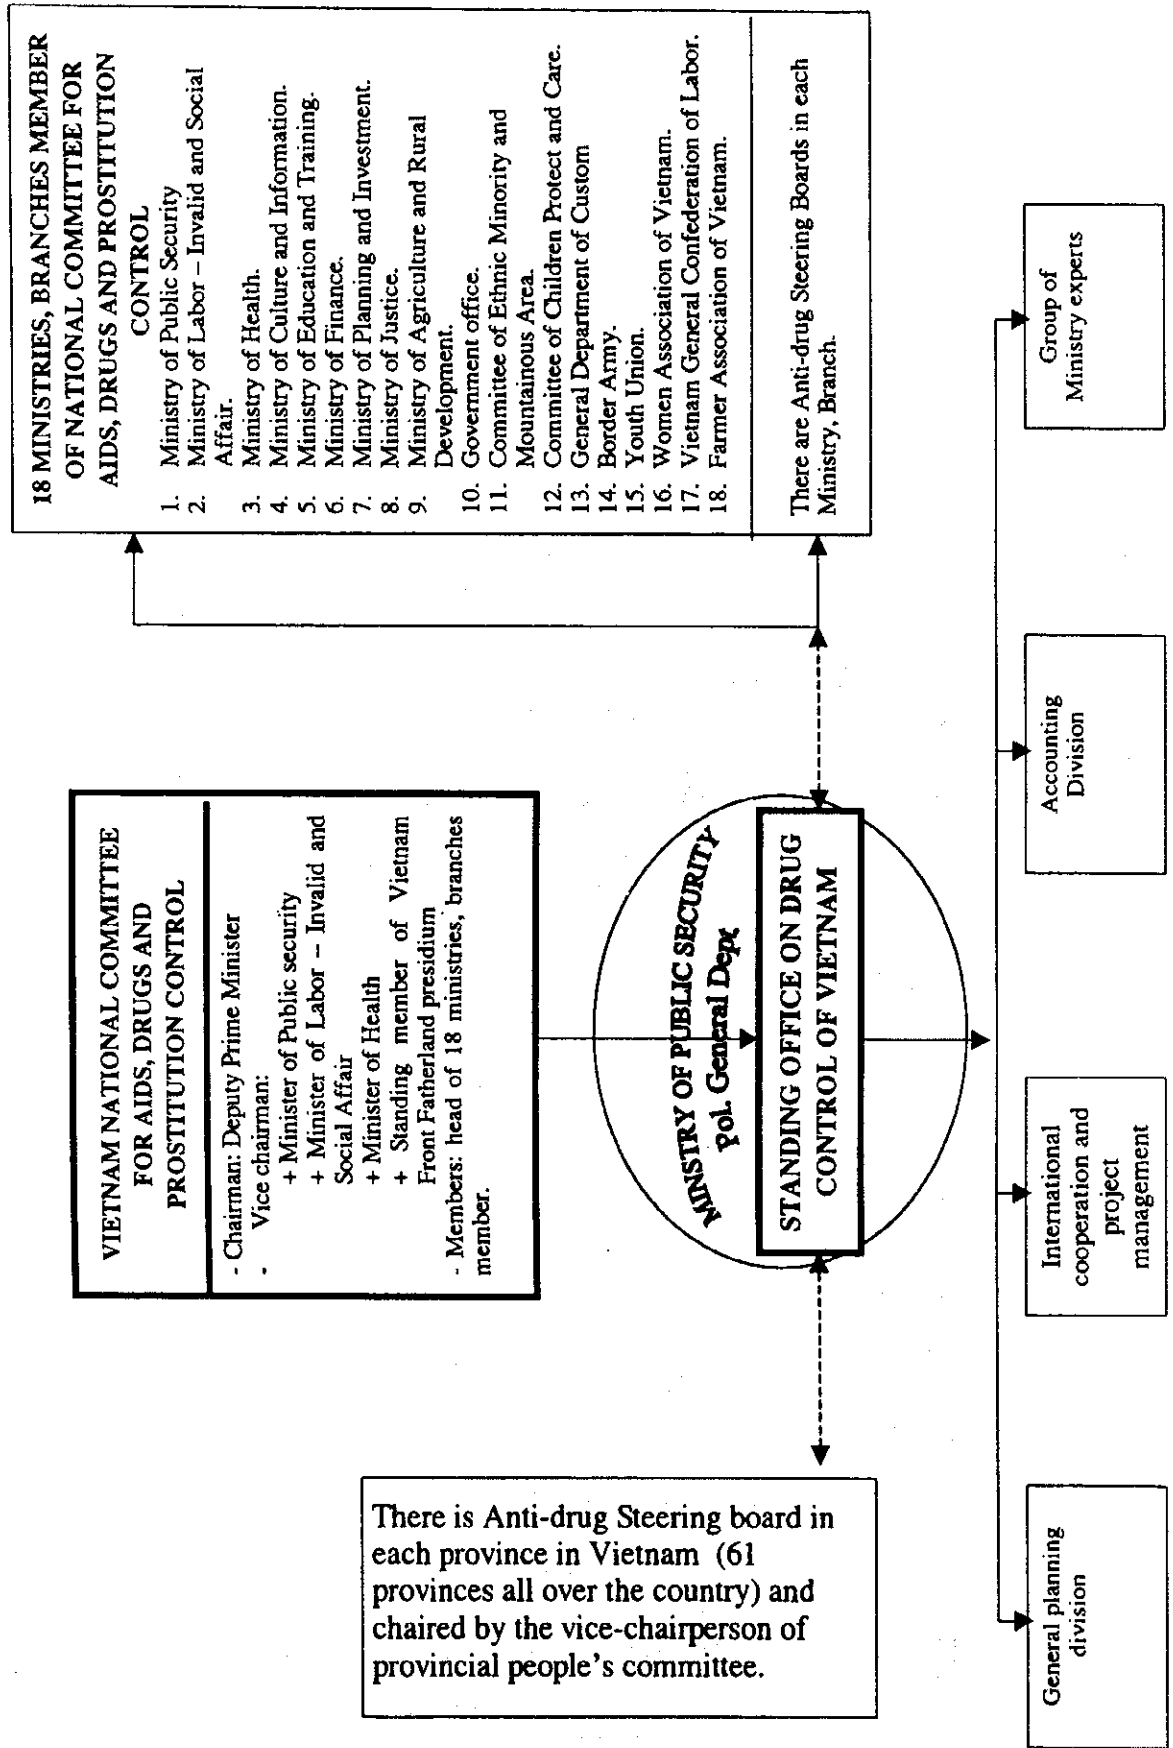 VIETNAM NATIONAL COMMITTEE
FOR AIDS, DRUGS AND
PROSTITUTION CONTROL
- Chairman: Deputy Prime Minister
- Vice chairman:
+ Minister of Public security
+ Minister of Labor – Invalid and
Social Affair
+ Minister of Health
+ Standing member of Vietnam
Front Fatherland presidium
- Members: head of 18 ministries, branches
member.
18 MINISTRIES, BRANCHES MEMBER
OF NATIONAL COMMITTEE FOR
AIDS, DRUGS AND PROSTITUTION
CONTROL
1. Ministry of Public Security
2. Ministry of Labor – Invalid and Social
Affair.
3. Ministry of Health.
4. Ministry of Culture and Information.
5. Ministry of Education and Training.
6. Ministry of Finance.
7. Ministry of Planning and Investment.
8. Ministry of Justice.
9. Ministry of Agriculture and Rural
Development.
10. Government office.
11. Committee of Ethnic Minority and
Mountainous Area.
12. Committee of Children Protect and Care.
13. General Department of Custom
14. Border Army.
15. Youth Union.
16. Women Association of Vietnam.
17. Vietnam General Confederation of Labor.
18. Farmer Association of Vietnam.
There are Anti-drug Steering Boards in each
Ministry, Branch.
MINSTRY OF PUBLIC SECURITY
Pol. General Dept
STANDING OFFICE ON DRUG
CONTROL OF VIETNAM
There is Anti-drug Steering board in
each province in Vietnam (61
provinces all over the country) and
chaired by the vice-chairperson of
provincial people's committee.
General planning
division
International
cooperation and
project
management
Accounting
Division
Group of
Ministry experts